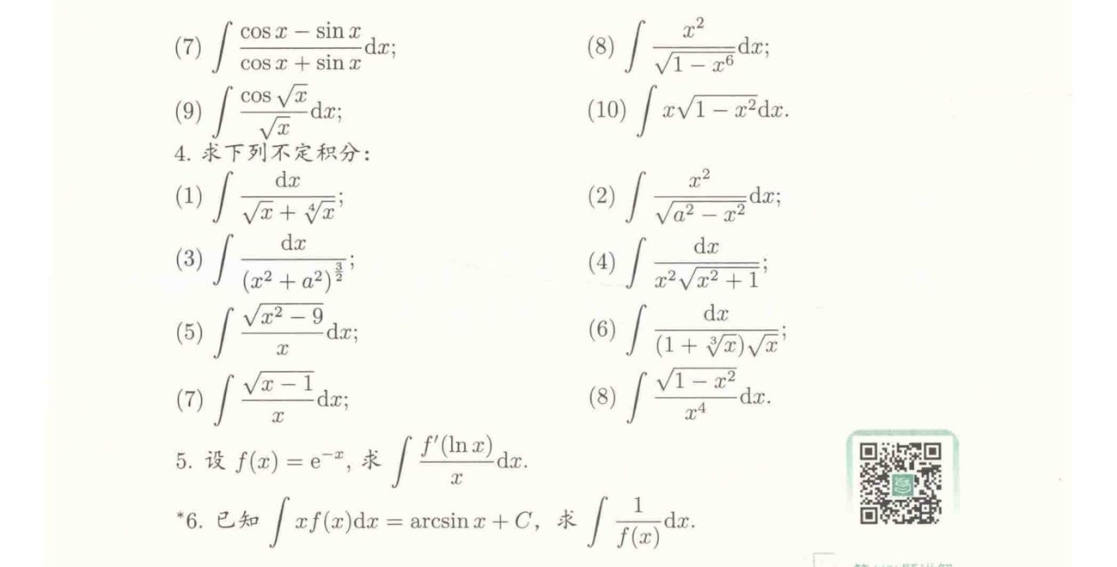 (7) ∫ (cos x − sin x)/(cos x + sin x) dx; (8) ∫ x²/√(1 − x⁶) dx;
(9) ∫ (cos √x)/√x dx; (10) ∫ x√(1 − x²)dx.
4. 求下列不定积分:
(1) ∫ dx/(√x + ⁴√x); (2) ∫ x²/√(a² − x²) dx;
(3) ∫ dx/(x² + a²)^(3/2); (4) ∫ dx/(x²√(x² + 1));
(5) ∫ √(x² − 9)/x dx; (6) ∫ dx/((1 + ³√x)√x);
(7) ∫ √(x − 1)/x dx; (8) ∫ √(1 − x²)/x⁴ dx.
5. 设 f(x) = e⁻ˣ, 求 ∫ f′(ln x)/x dx.
*6. 已知 ∫ xf(x)dx = arcsin x + C, 求 ∫ 1/f(x) dx.